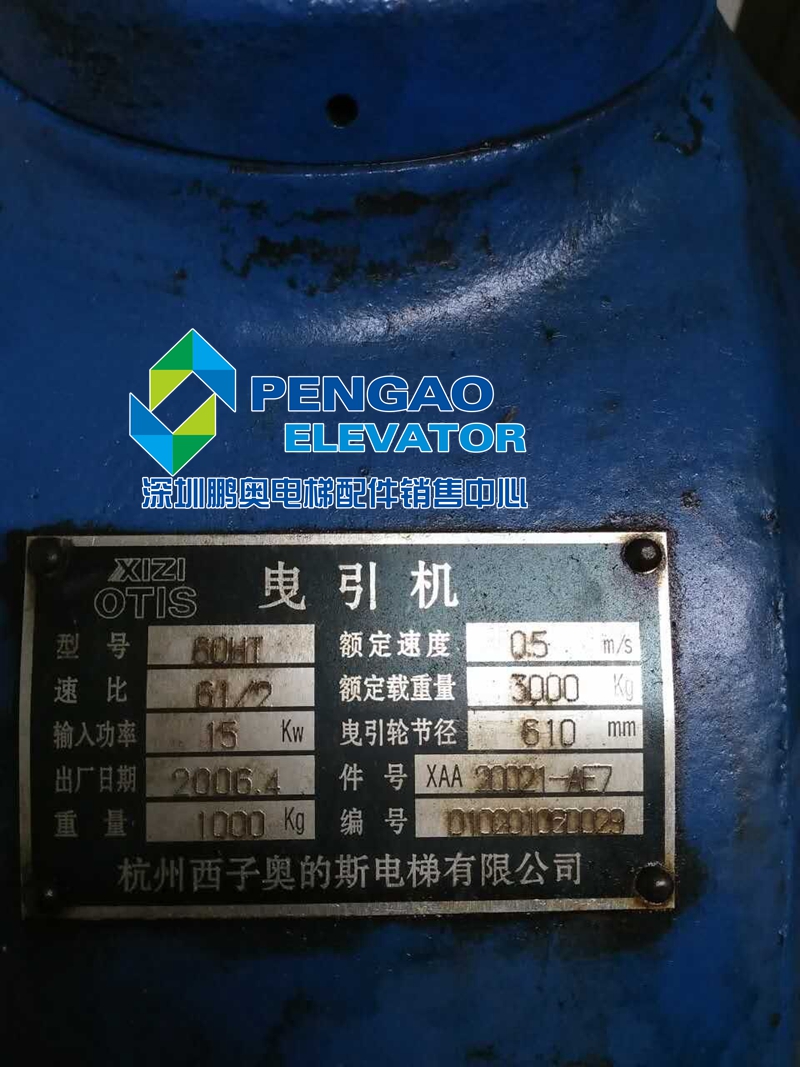 PENGAO
ELEVATOR
深圳鹏奥电梯配件销售中心
XIZI
OTIS
曳引机
型号 60HT 额定速度 0.5 m/s
速比 61/2 额定载重量 3000 Kg
输入功率 15 Kw 曳引轮节径 610 mm
出厂日期 2006.4 件号 XAA 20021-AE7
重量 1000 Kg 编号
杭州西子奥的斯电梯有限公司